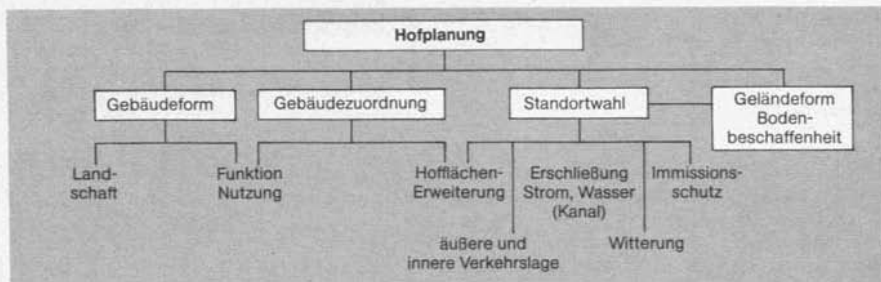 Hofplanung
Gebäudeform
Gebäudezuordnung
Standortwahl
Geländeform
Boden-
beschaffenheit
Land-
schaft
Funktion
Nutzung
Hofflächen-
Erweiterung
Erschließung
Strom, Wasser
(Kanal)
Immissions-
schutz
äußere und
innere Verkehrslage
Witterung